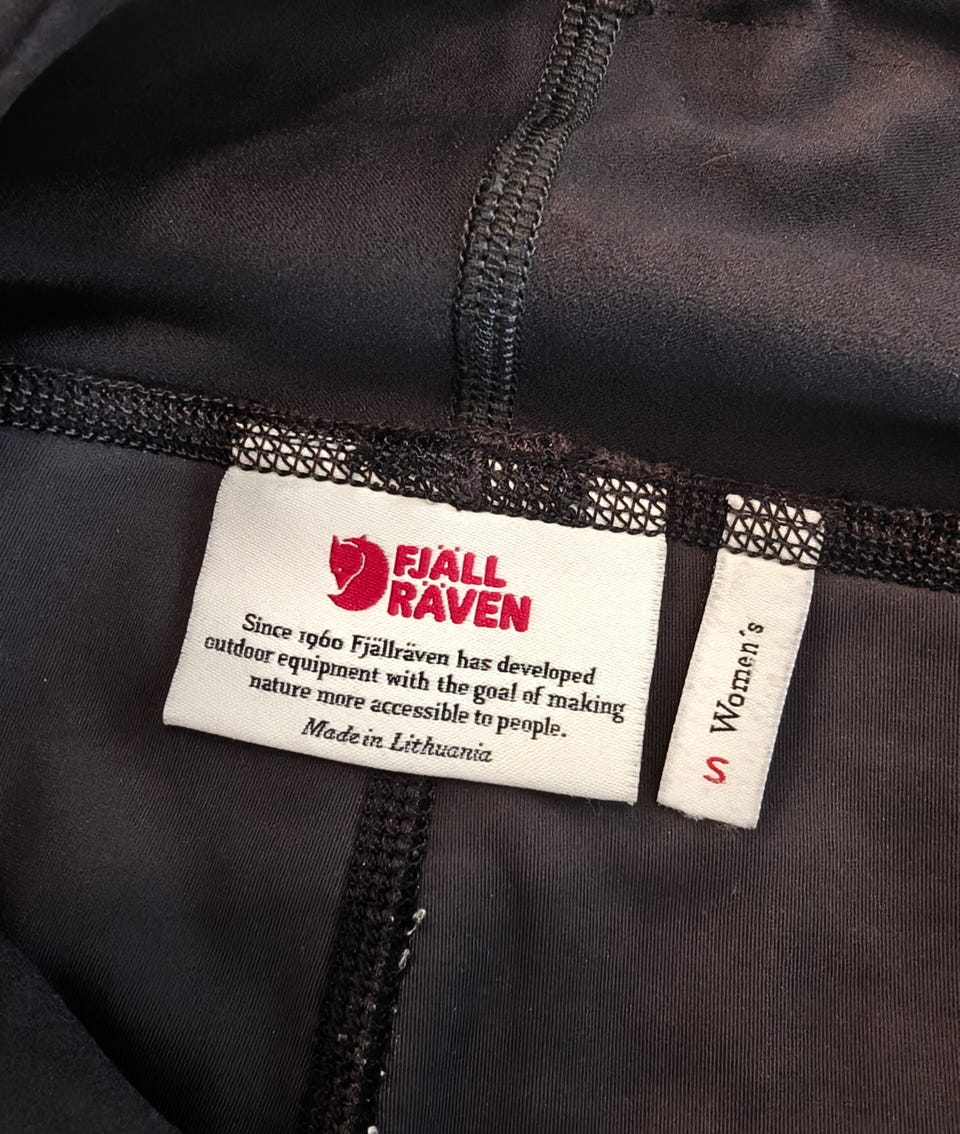 FJÄLL
RÄVEN
Since 1960 Fjällräven has developed
outdoor equipment with the goal of making
nature more accessible to people.
Made in Lithuania
Women's
S